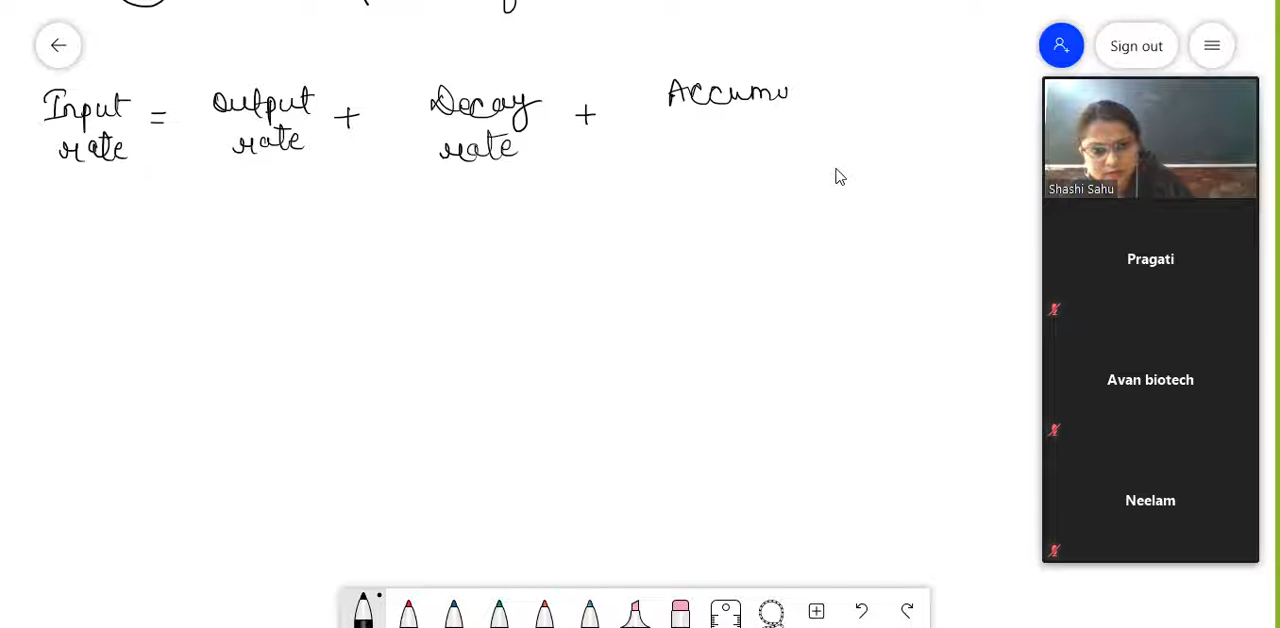 Sign out
Input = Output + Decay + Accumu
rate rate rate
Shashi Sahu
Pragati
Avan biotech
Neelam